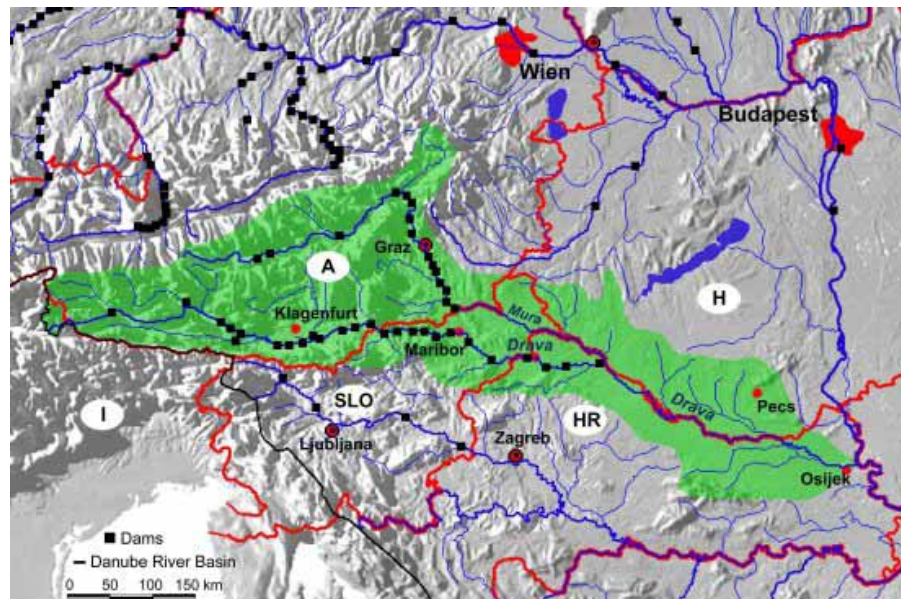 Wien
Budapest
Graz
A
H
Klagenfurt
Mura
Maribor
Drava
Drava
Pecs
SLO
I
HR
Ljubljana
Zagreb
Osijek
Dams
Danube River Basin
0 50 100 150 km